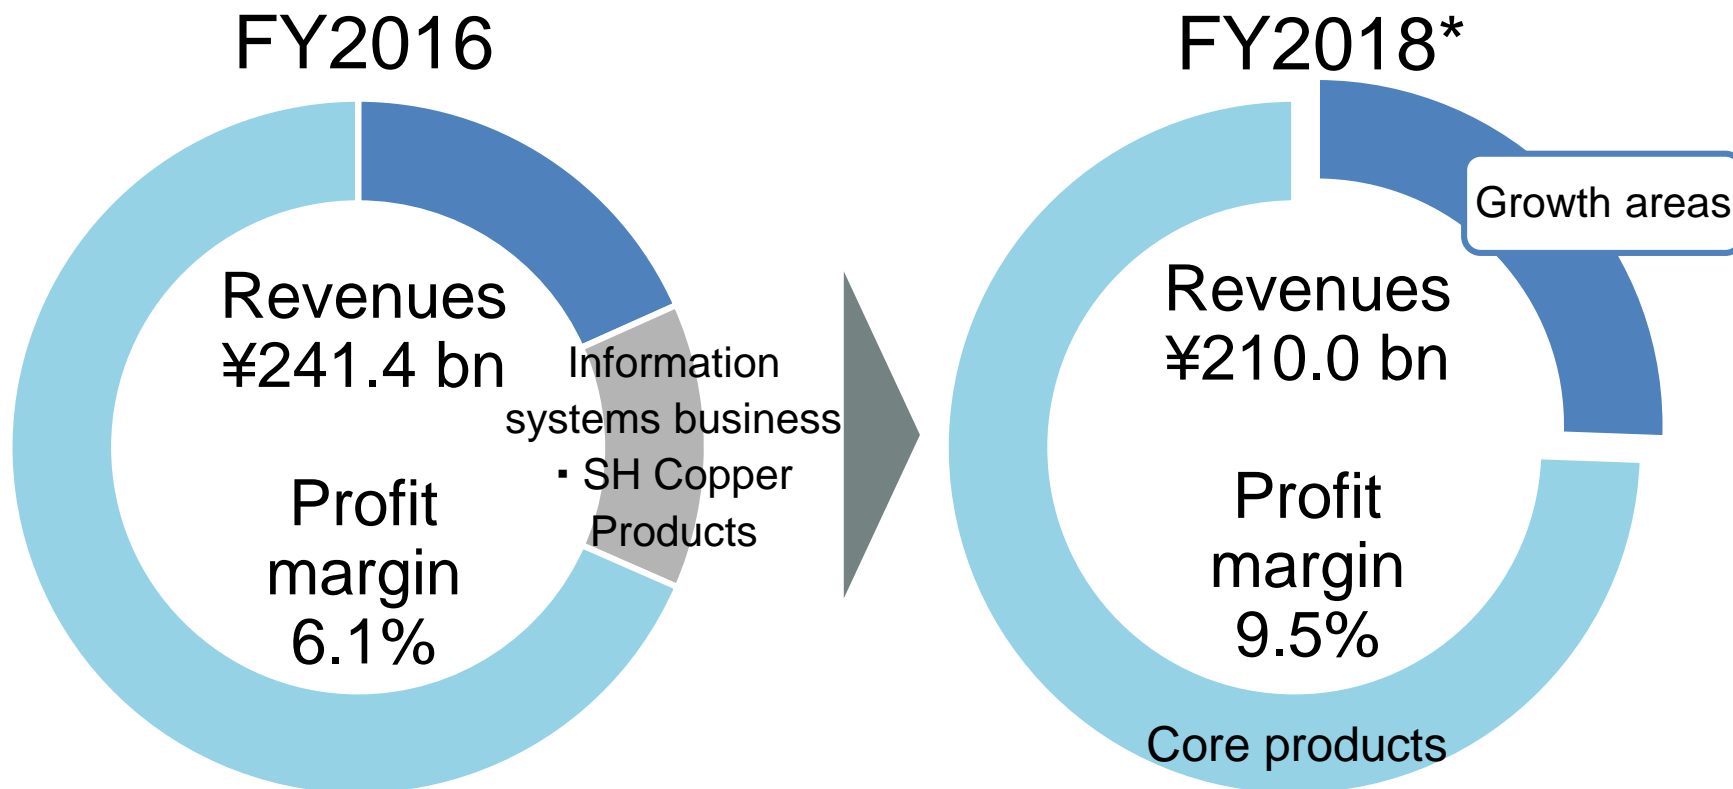 FY2016
Revenues
¥241.4 bn
Profit
margin
6.1%
Information
systems business
・SH Copper
Products
FY2018*
Growth areas
Revenues
¥210.0 bn
Profit
margin
9.5%
Core products